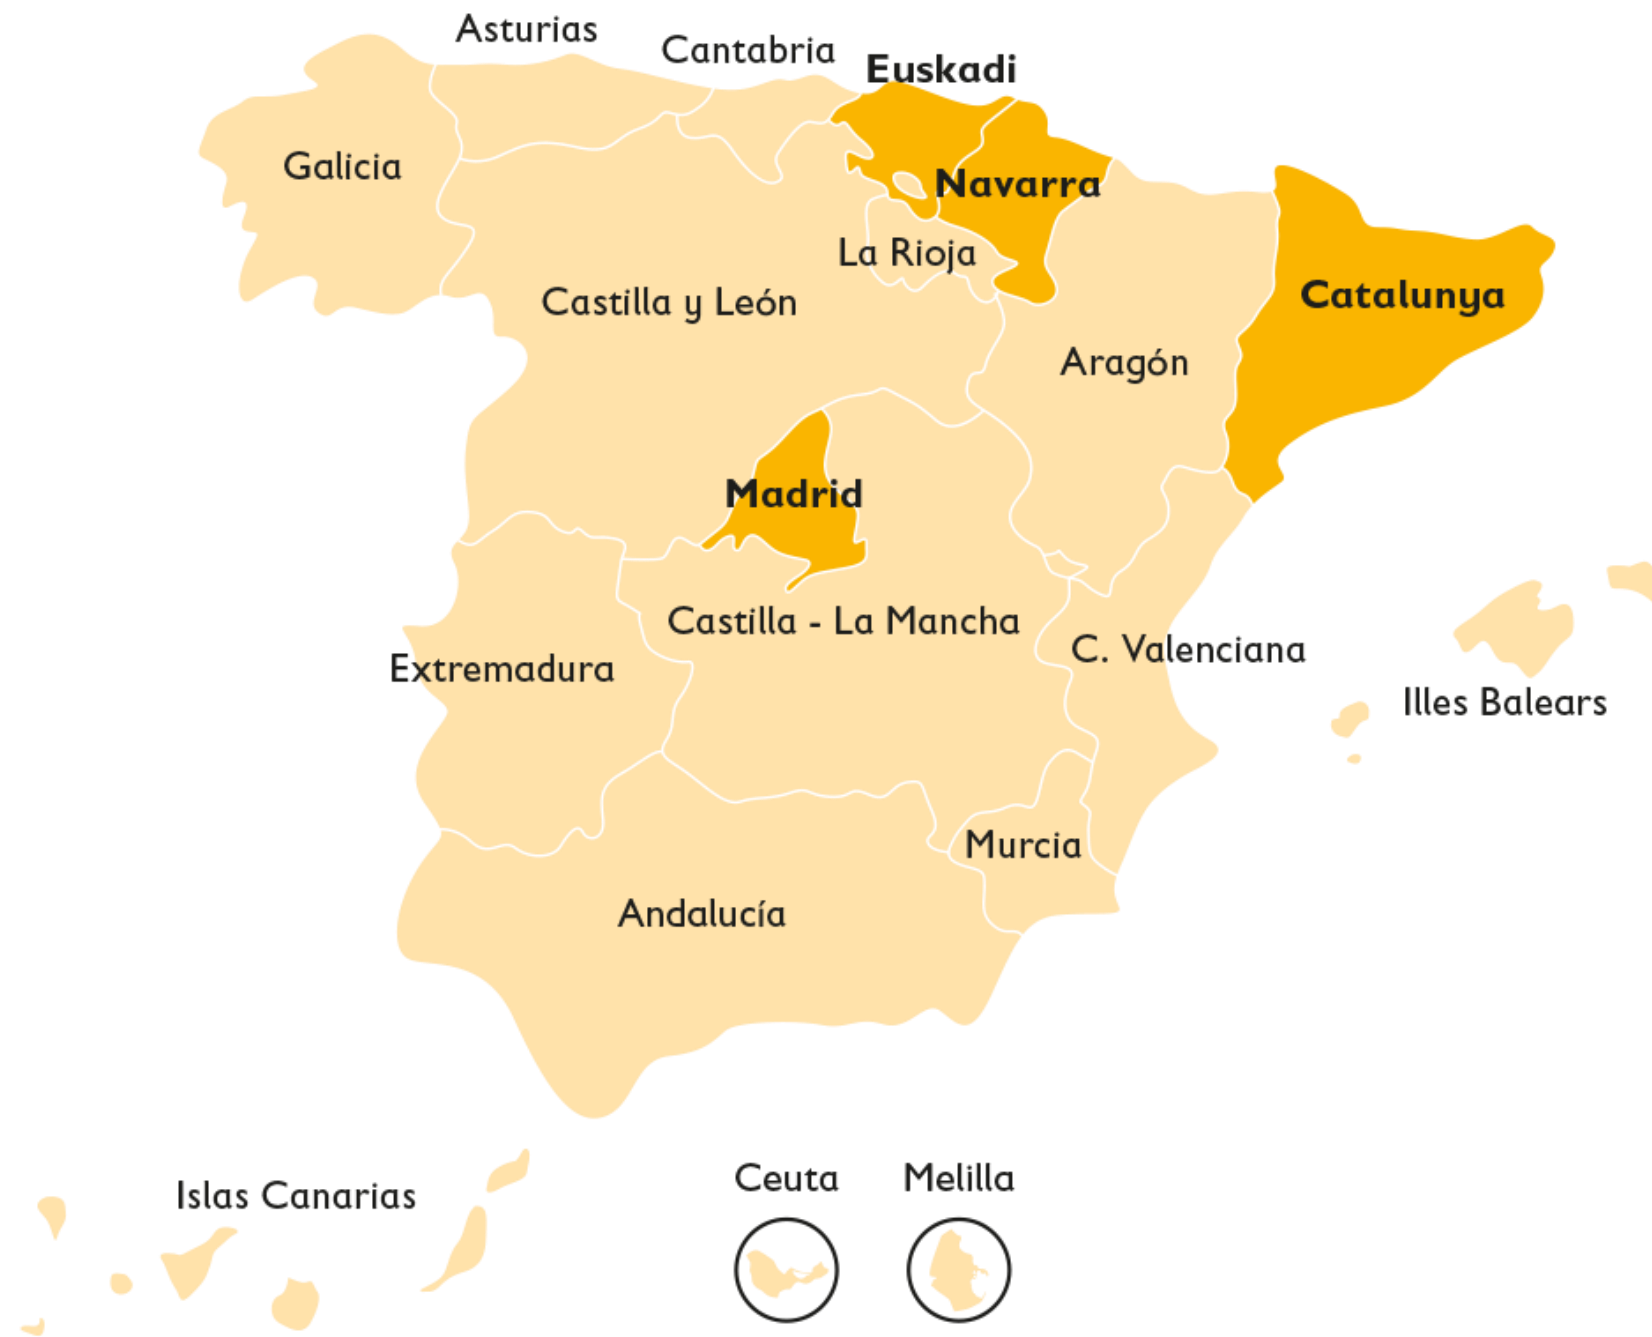 Asturias
Cantabria
Euskadi
Galicia
Navarra
La Rioja
Castilla y León
Catalunya
Aragón
Madrid
Castilla - La Mancha
C. Valenciana
Extremadura
Illes Balears
Murcia
Andalucía
Ceuta
Melilla
Islas Canarias